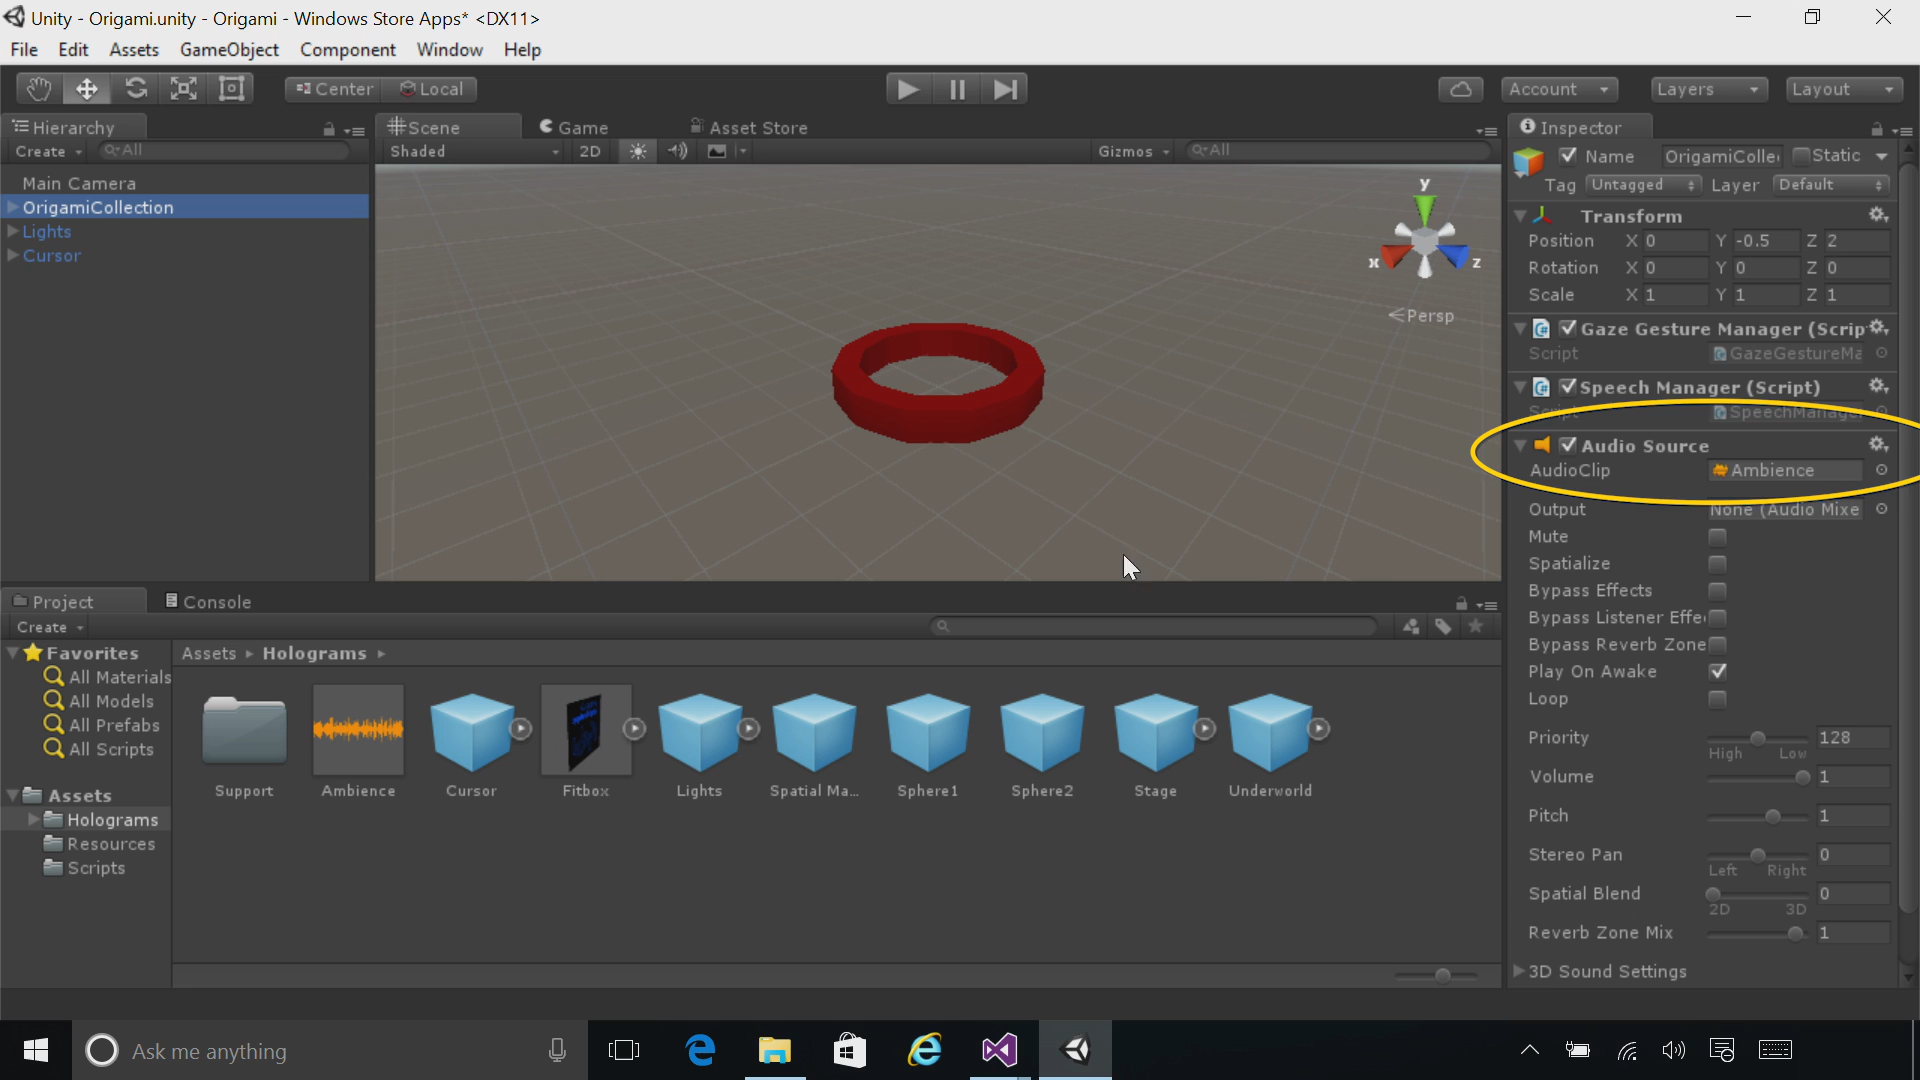 Unity - Origami.unity - Origami - Windows Store Apps* <DX11>
File Edit Assets GameObject Component Window Help
Center Local Account Layers Layout
Hierarchy
Create All
Main Camera
OrigamiCollection
Lights
Cursor
Scene Game Asset Store
Shaded 2D Gizmos All
y
x z
Persp
Inspector
Name OrigamiColle Static
Tag Untagged Layer Default
Transform
Position X 0 Y -0.5 Z 2
Rotation X 0 Y 0 Z 0
Scale X 1 Y 1 Z 1
Gaze Gesture Manager (Scrip
Script GazeGestureMa
Speech Manager (Script)
Script SpeechManager
Audio Source
AudioClip Ambience
Output None (Audio Mixe
Mute
Spatialize
Bypass Effects
Bypass Listener Effe
Bypass Reverb Zone
Play On Awake
Loop
Priority 128
High Low
Volume 1
Pitch 1
Stereo Pan 0
Left Right
Spatial Blend 0
2D 3D
Reverb Zone Mix 1
3D Sound Settings
Project Console
Create
Favorites
All Materials
All Models
All Prefabs
All Scripts
Assets
Holograms
Resources
Scripts
Assets Holograms
Support Ambience Cursor Fitbox Lights Spatial Ma... Sphere1 Sphere2 Stage Underworld
Ask me anything